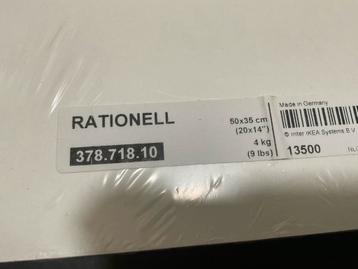 RATIONELL
378.718.10
50x35 cm
(20x14")
4 kg
(9 lbs)
Made in Germany
© Inter IKEA Systems B.V.
13500